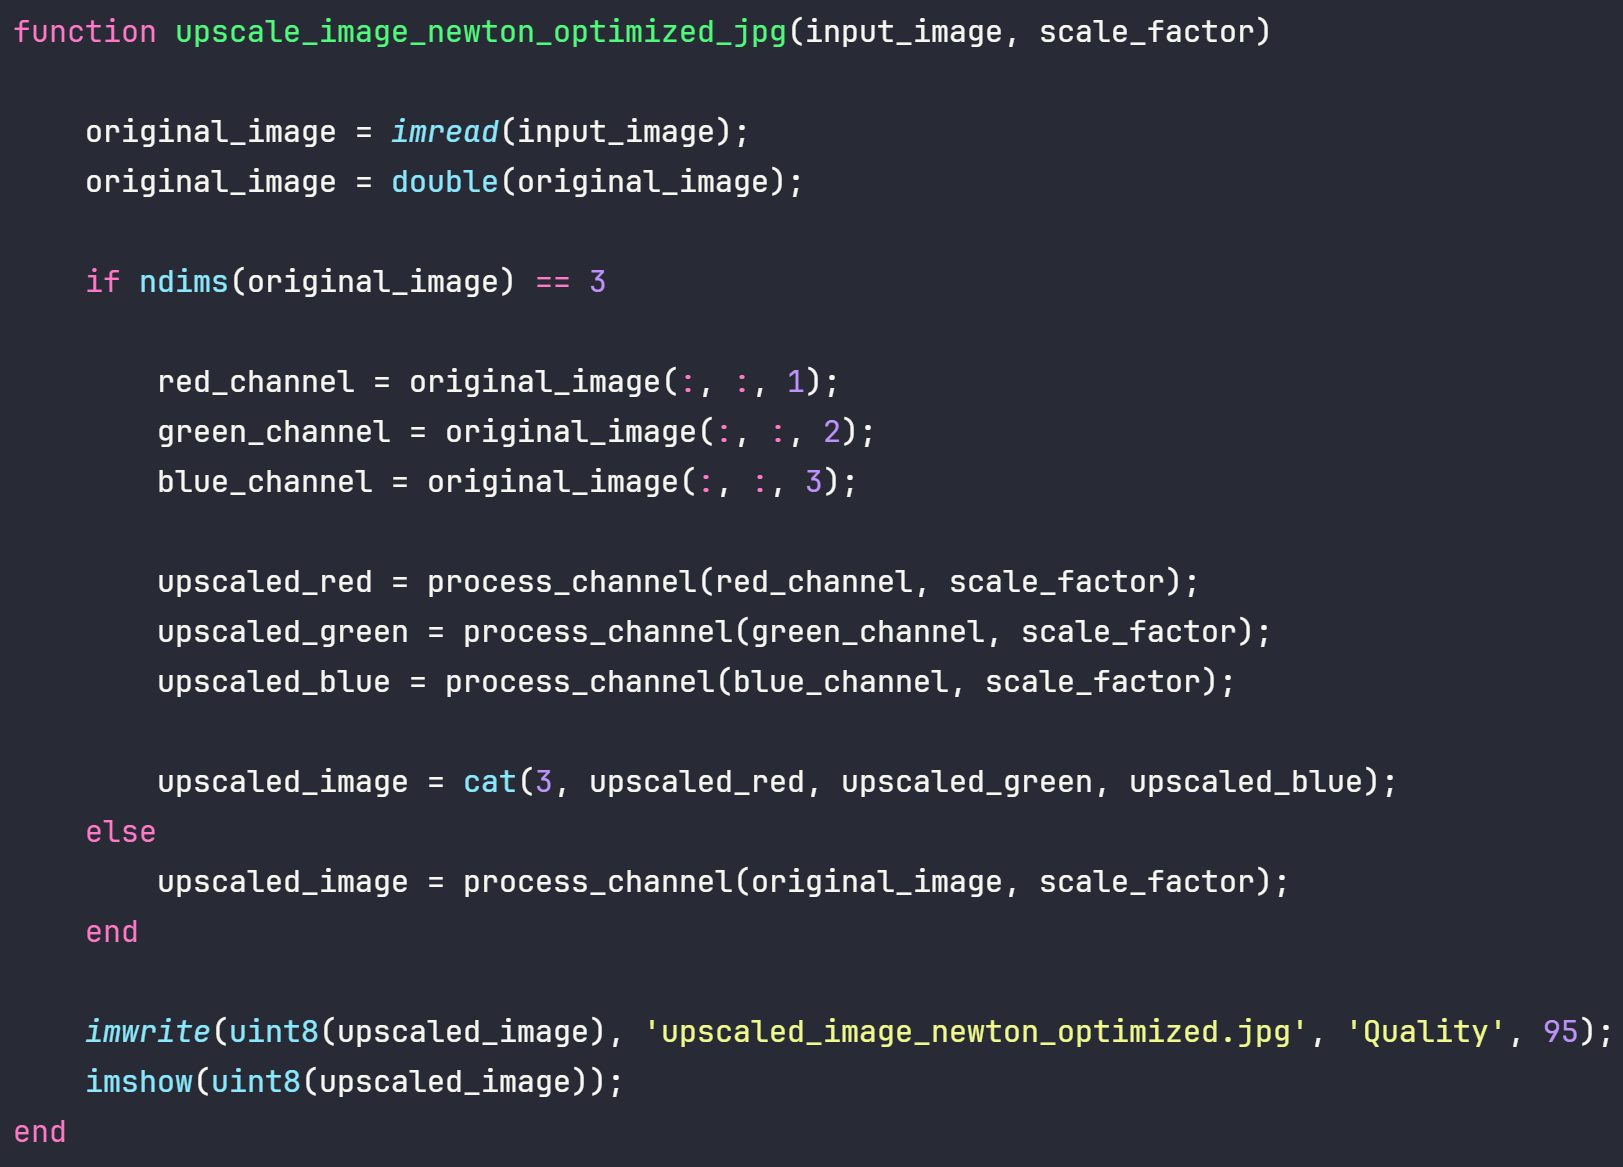 function upscale_image_newton_optimized_jpg(input_image, scale_factor)
original_image = imread(input_image);
original_image = double(original_image);
if ndims(original_image) == 3
red_channel = original_image(:, :, 1);
green_channel = original_image(:, :, 2);
blue_channel = original_image(:, :, 3);
upscaled_red = process_channel(red_channel, scale_factor);
upscaled_green = process_channel(green_channel, scale_factor);
upscaled_blue = process_channel(blue_channel, scale_factor);
upscaled_image = cat(3, upscaled_red, upscaled_green, upscaled_blue);
else
upscaled_image = process_channel(original_image, scale_factor);
end
imwrite(uint8(upscaled_image), 'upscaled_image_newton_optimized.jpg', 'Quality', 95);
imshow(uint8(upscaled_image));
end